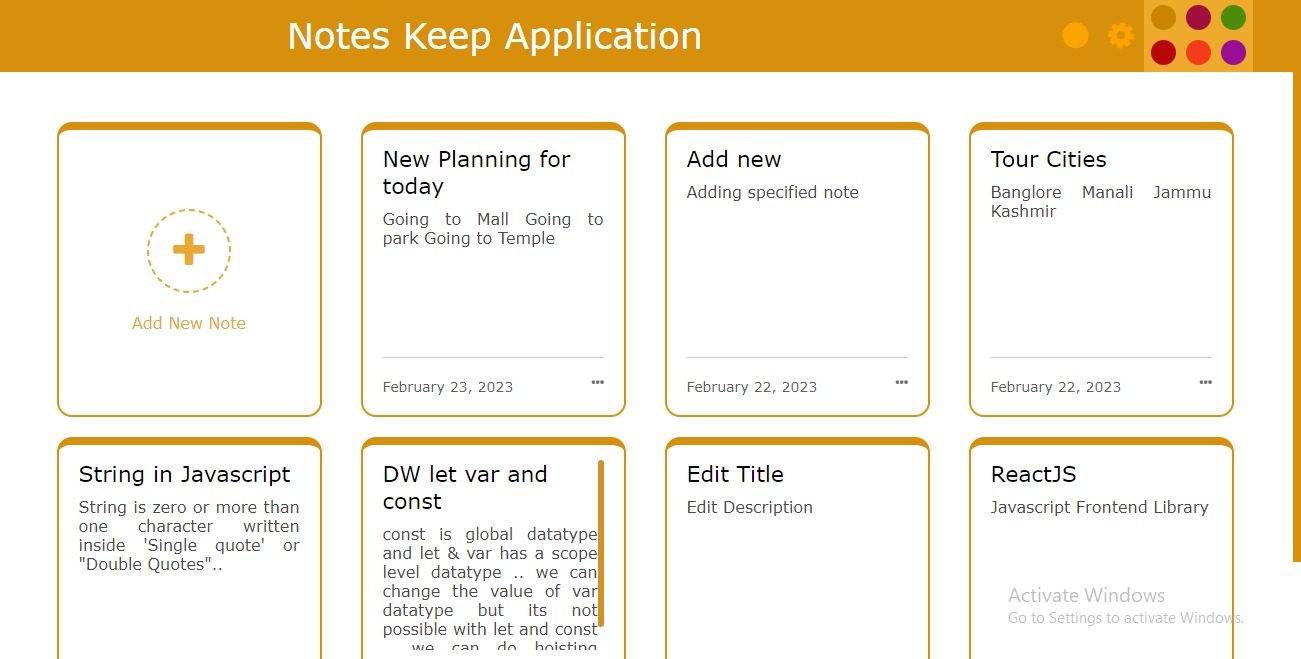 Notes Keep Application
Add New Note
New Planning for
today
Going to Mall Going to
park Going to Temple
February 23, 2023
Add new
Adding specified note
February 22, 2023
Tour Cities
Banglore Manali Jammu
Kashmir
February 22, 2023
String in Javascript
String is zero or more than
one character written
inside 'Single quote' or
"Double Quotes"..
DW let var and
const
const is global datatype
and let & var has a scope
level datatype .. we can
change the value of var
datatype but its not
possible with let and const
.. we can do hoisting
Edit Title
Edit Description
ReactJS
Javascript Frontend Library
Activate Windows
Go to Settings to activate Windows.